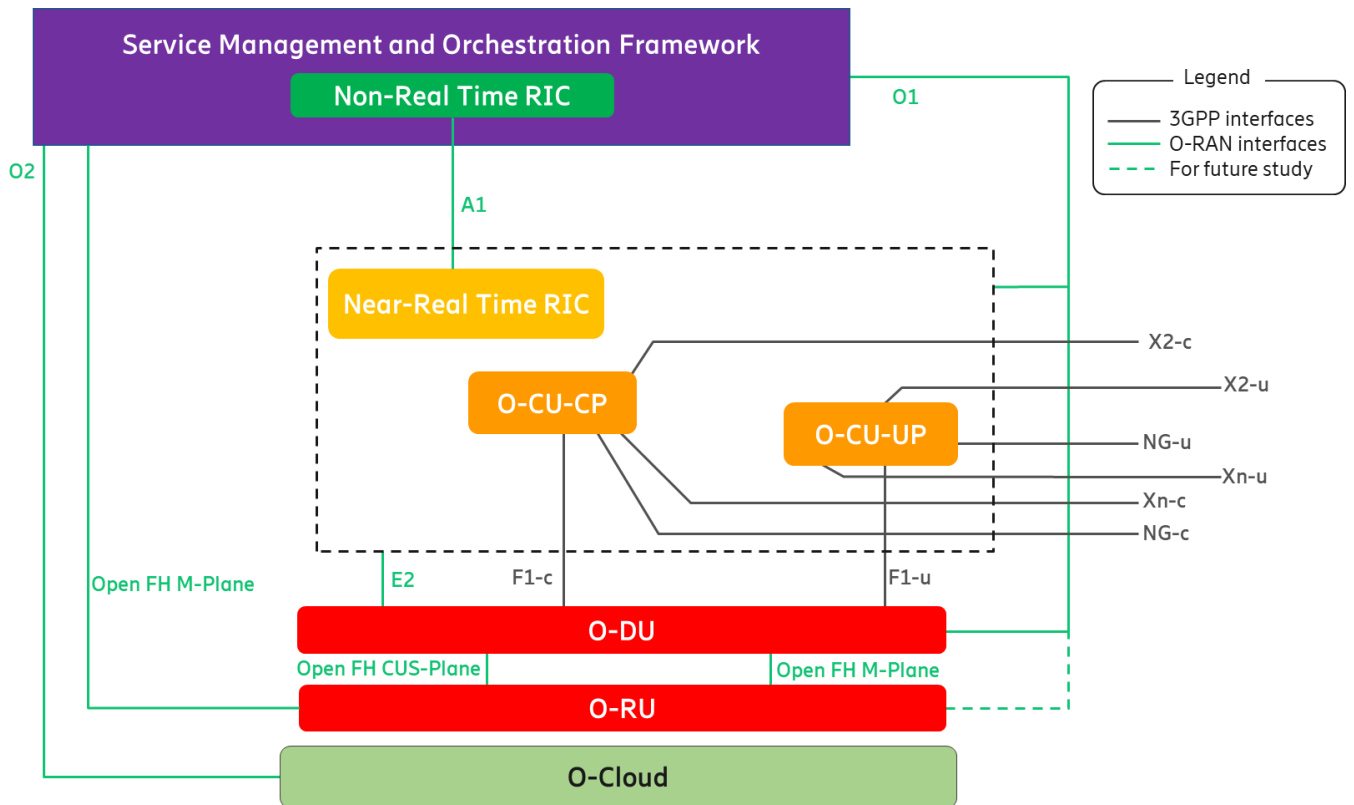 Service Management and Orchestration Framework
Non-Real Time RIC
O1
Legend
3GPP interfaces
O-RAN interfaces
For future study
O2
A1
Near-Real Time RIC
X2-c
X2-u
O-CU-CP
O-CU-UP
NG-u
Xn-u
Xn-c
NG-c
Open FH M-Plane
E2
F1-c
F1-u
O-DU
Open FH CUS-Plane
Open FH M-Plane
O-RU
O-Cloud